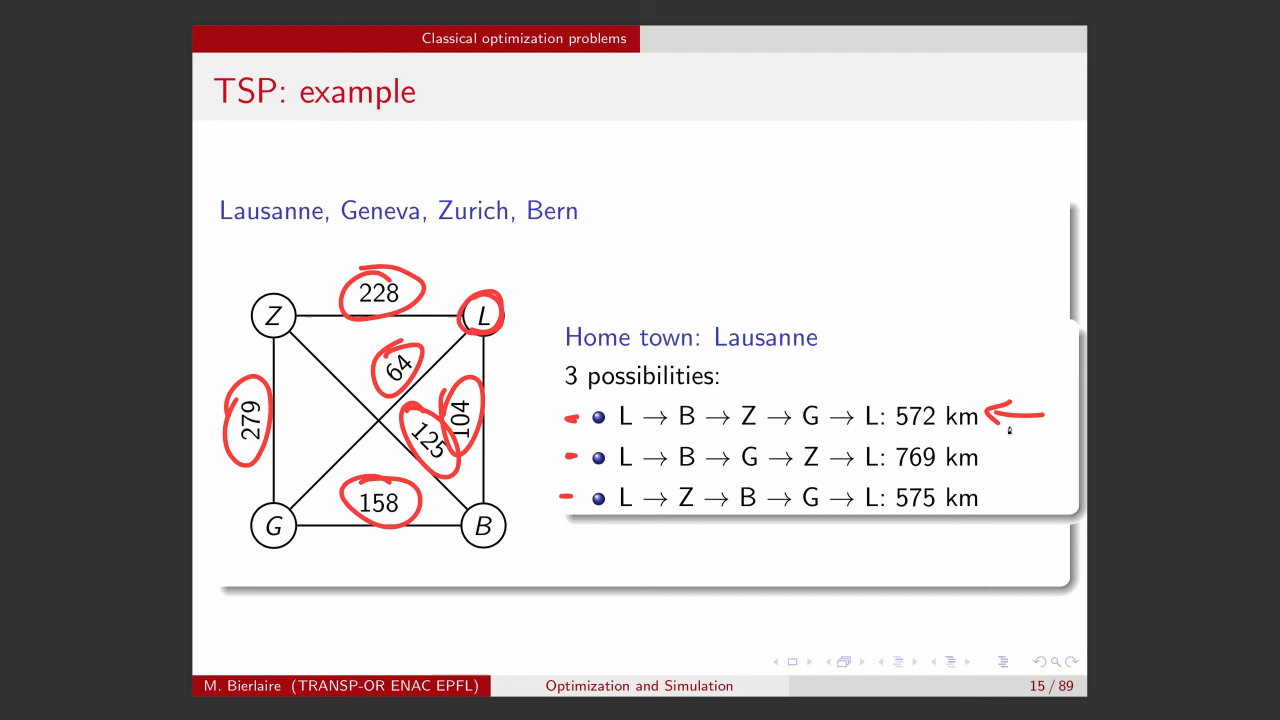 Classical optimization problems
TSP: example
Lausanne, Geneva, Zurich, Bern
228
Z
L
64
279
104
125
158
G
B
Home town: Lausanne
3 possibilities:
L → B → Z → G → L: 572 km
L → B → G → Z → L: 769 km
L → Z → B → G → L: 575 km
M. Bierlaire (TRANSP-OR ENAC EPFL)
Optimization and Simulation
15 / 89